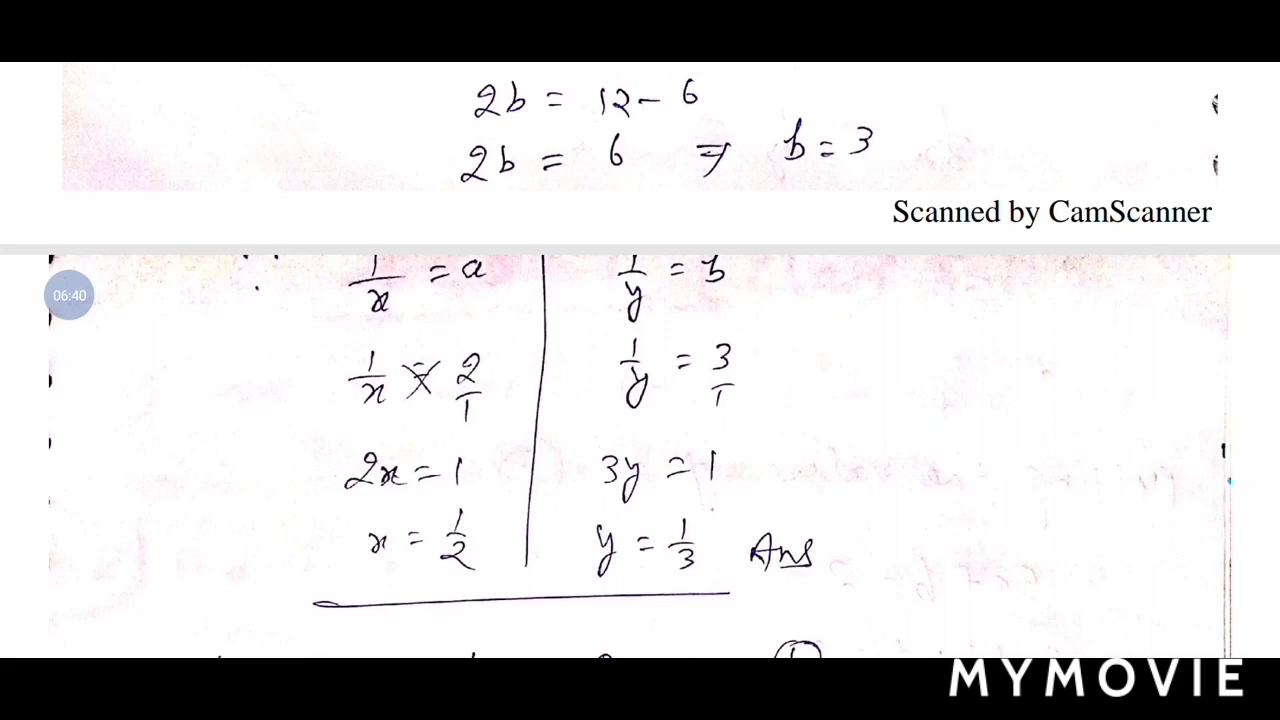 2b = 12 - 6
2b = 6 ⇒ b = 3
Scanned by CamScanner
1/x = a 1/y = b
06:40
1/x = 2/1 1/y = 3/1
2x = 1 3y = 1
x = 1/2 y = 1/3 Ans
MYMOVIE